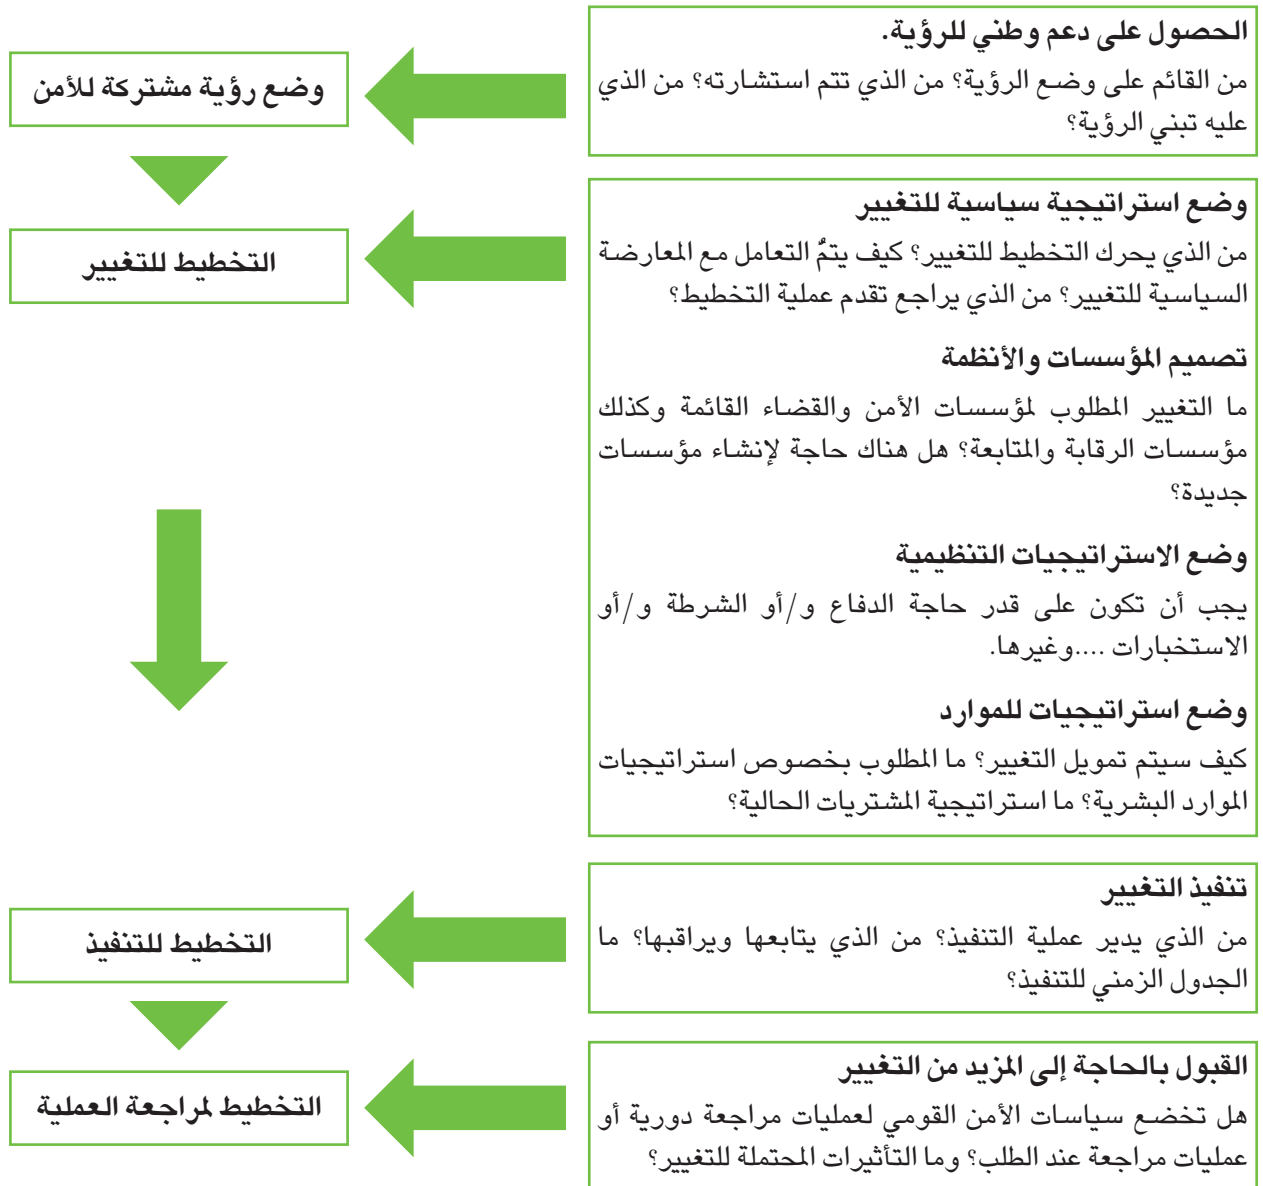 الحصول على دعم وطني للرؤية.
من القائم على وضع الرؤية؟ من الذي تتم استشارته؟ من الذي
عليه تبني الرؤية؟
وضع رؤية مشتركة للأمن
وضع استراتيجية سياسية للتغيير
من الذي يحرك التخطيط للتغيير؟ كيف يتمُّ التعامل مع المعارضة
السياسية للتغيير؟ من الذي يراجع تقدم عملية التخطيط؟
تصميم المؤسسات والأنظمة
ما التغيير المطلوب لمؤسسات الأمن والقضاء القائمة وكذلك
مؤسسات الرقابة والمتابعة؟ هل هناك حاجة لإنشاء مؤسسات
جديدة؟
وضع الاستراتيجيات التنظيمية
يجب أن تكون على قدر حاجة الدفاع و/أو الشرطة و/أو
الاستخبارات ....وغيرها.
وضع استراتيجيات للموارد
كيف سيتم تمويل التغيير؟ ما المطلوب بخصوص استراتيجيات
الموارد البشرية؟ ما استراتيجية المشتريات الحالية؟
التخطيط للتغيير
تنفيذ التغيير
من الذي يدير عملية التنفيذ؟ من الذي يتابعها ويراقبها؟ ما
الجدول الزمني للتنفيذ؟
التخطيط للتنفيذ
القبول بالحاجة إلى المزيد من التغيير
هل تخضع سياسات الأمن القومي لعمليات مراجعة دورية أو
عمليات مراجعة عند الطلب؟ وما التأثيرات المحتملة للتغيير؟
التخطيط لمراجعة العملية